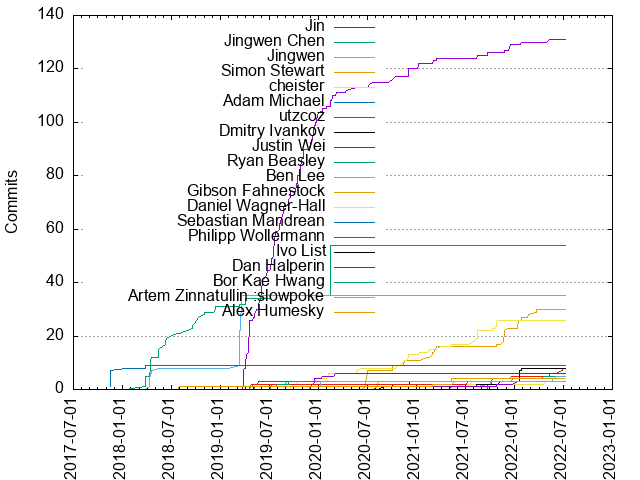 140
120
100
80
60
40
20
0
Commits
Jin
Jingwen Chen
Jingwen
Simon Stewart
cheister
Adam Michael
utzcoz
Dmitry Ivankov
Justin Wei
Ryan Beasley
Ben Lee
Gibson Fahnestock
Daniel Wagner-Hall
Sebastian Mandrean
Philipp Wollermann
Ivo List
Dan Halperin
Bor Kae Hwang
Artem Zinnatullin :slowpoke
Alex Humesky
2017-07-01
2018-01-01
2018-07-01
2019-01-01
2019-07-01
2020-01-01
2020-07-01
2021-01-01
2021-07-01
2022-01-01
2022-07-01
2023-01-01